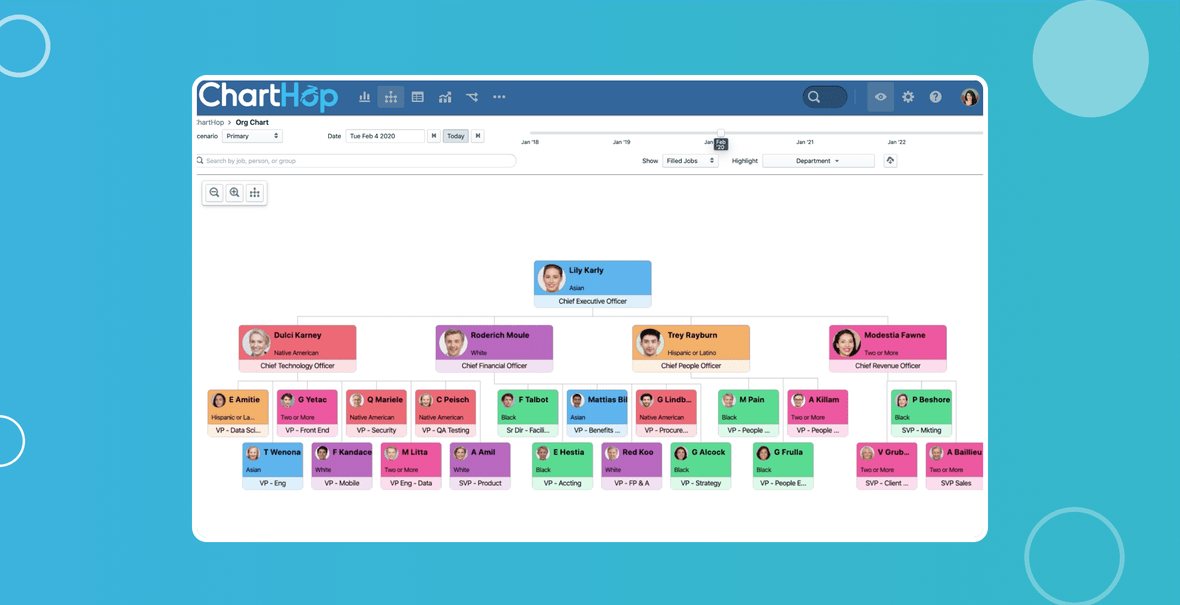 ChartHop
ChartHop > Org Chart
cenario Primary Date Tue Feb 4 2020 Today
Jan '18 Jan '19 Jan Feb '20 Jan '21 Jan '22
Search by job, person, or group
Show Filled Jobs Highlight Department
Lily Karly
Asian
Chief Executive Officer
Dulci Karney
Native American
Chief Technology Officer
Roderich Moule
White
Chief Financial Officer
Trey Rayburn
Hispanic or Latino
Chief People Officer
Modestia Fawne
Two or More
Chief Revenue Officer
E Amitie
Hispanic or La...
VP - Data Sci...
G Yetac
Two or More
VP - Front End
Q Mariele
Native American
VP - Security
C Peisch
Native American
VP - QA Testing
F Talbot
Black
Sr Dir - Facili...
Mattias Bil
Asian
VP - Benefits ...
G Lindb...
Native American
VP - Procure...
M Pain
Black
VP - People ...
A Killam
Two or More
VP - People ...
P Beshore
Black
SVP - Mkting
T Wenona
Asian
VP - Eng
F Kandace
White
VP - Mobile
M Litta
Two or More
VP Eng - Data
A Amil
White
SVP - Product
E Hestia
Black
VP - Accting
Red Koo
White
VP - FP & A
G Alcock
Black
VP - Strategy
G Frulla
Black
VP - People E...
V Grub...
Two or More
SVP - Client ...
A Baillieu
Two or More
SVP Sales